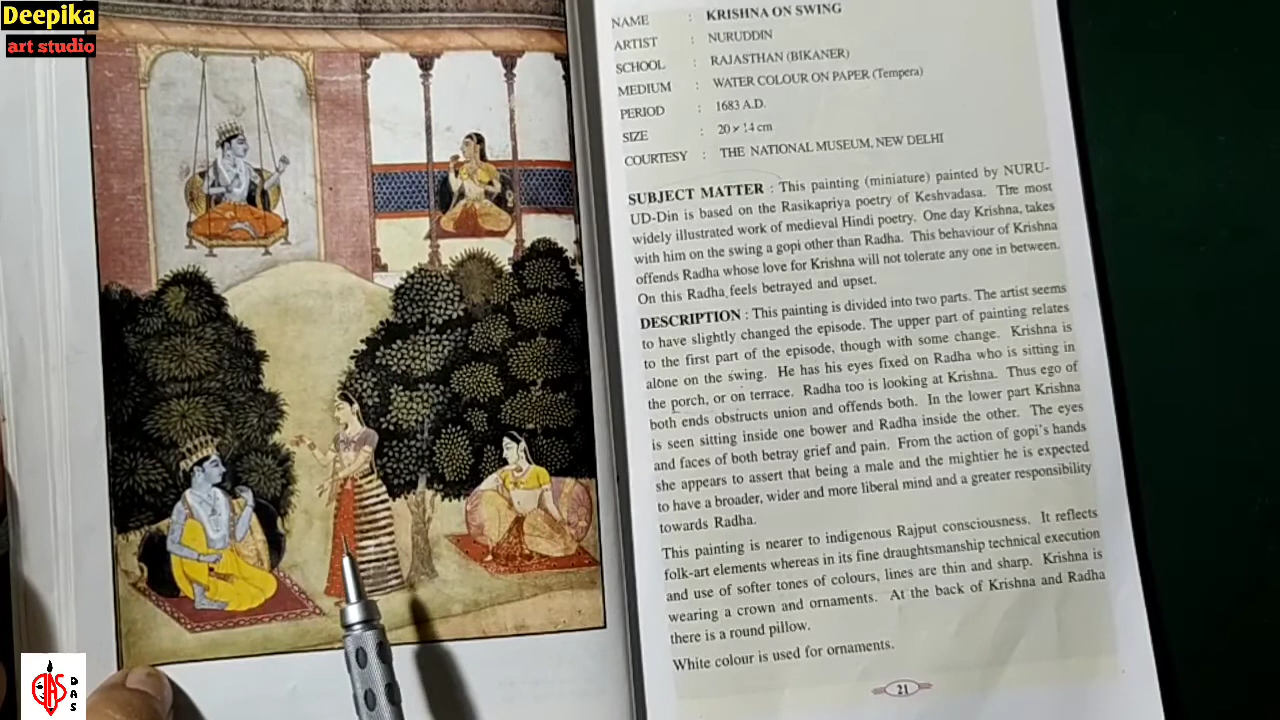 Deepika
art studio
NAME : KRISHNA ON SWING
ARTIST : NURUDDIN
SCHOOL : RAJASTHAN (BIKANER)
MEDIUM : WATER COLOUR ON PAPER (Tempera)
PERIOD : 1683 A.D.
SIZE : 20 × 14 cm
COURTESY : THE NATIONAL MUSEUM, NEW DELHI
SUBJECT MATTER : This painting (miniature) painted by NURU-
UD-Din is based on the Rasikapriya poetry of Keshvadasa. The most
widely illustrated work of medieval Hindi poetry. One day Krishna, takes
with him on the swing a gopi other than Radha. This behaviour of Krishna
offends Radha whose love for Krishna will not tolerate any one in between.
On this Radha feels betrayed and upset.
DESCRIPTION : This painting is divided into two parts. The artist seems
to have slightly changed the episode. The upper part of painting relates
to the first part of the episode, though with some change. Krishna is
alone on the swing. He has his eyes fixed on Radha who is sitting in
the porch, or on terrace. Radha too is looking at Krishna. Thus ego of
both ends obstructs union and offends both. In the lower part Krishna
is seen sitting inside one bower and Radha inside the other. The eyes
and faces of both betray grief and pain. From the action of gopi's hands
she appears to assert that being a male and the mightier he is expected
to have a broader, wider and more liberal mind and a greater responsibility
towards Radha.
This painting is nearer to indigenous Rajput consciousness. It reflects
folk-art elements whereas in its fine draughtsmanship technical execution
and use of softer tones of colours, lines are thin and sharp. Krishna is
wearing a crown and ornaments. At the back of Krishna and Radha
there is a round pillow.
White colour is used for ornaments.
21
DAS